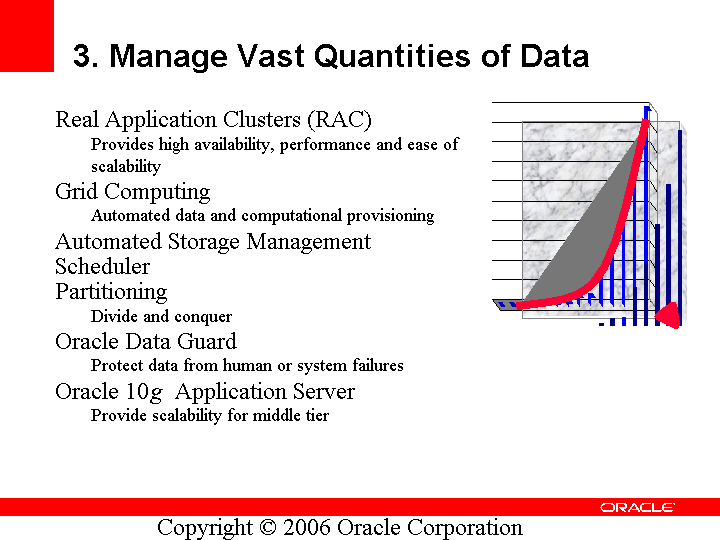 3. Manage Vast Quantities of Data
Real Application Clusters (RAC)
Provides high availability, performance and ease of
scalability
Grid Computing
Automated data and computational provisioning
Automated Storage Management
Scheduler
Partitioning
Divide and conquer
Oracle Data Guard
Protect data from human or system failures
Oracle 10g Application Server
Provide scalability for middle tier
ORACLE
Copyright © 2006 Oracle Corporation